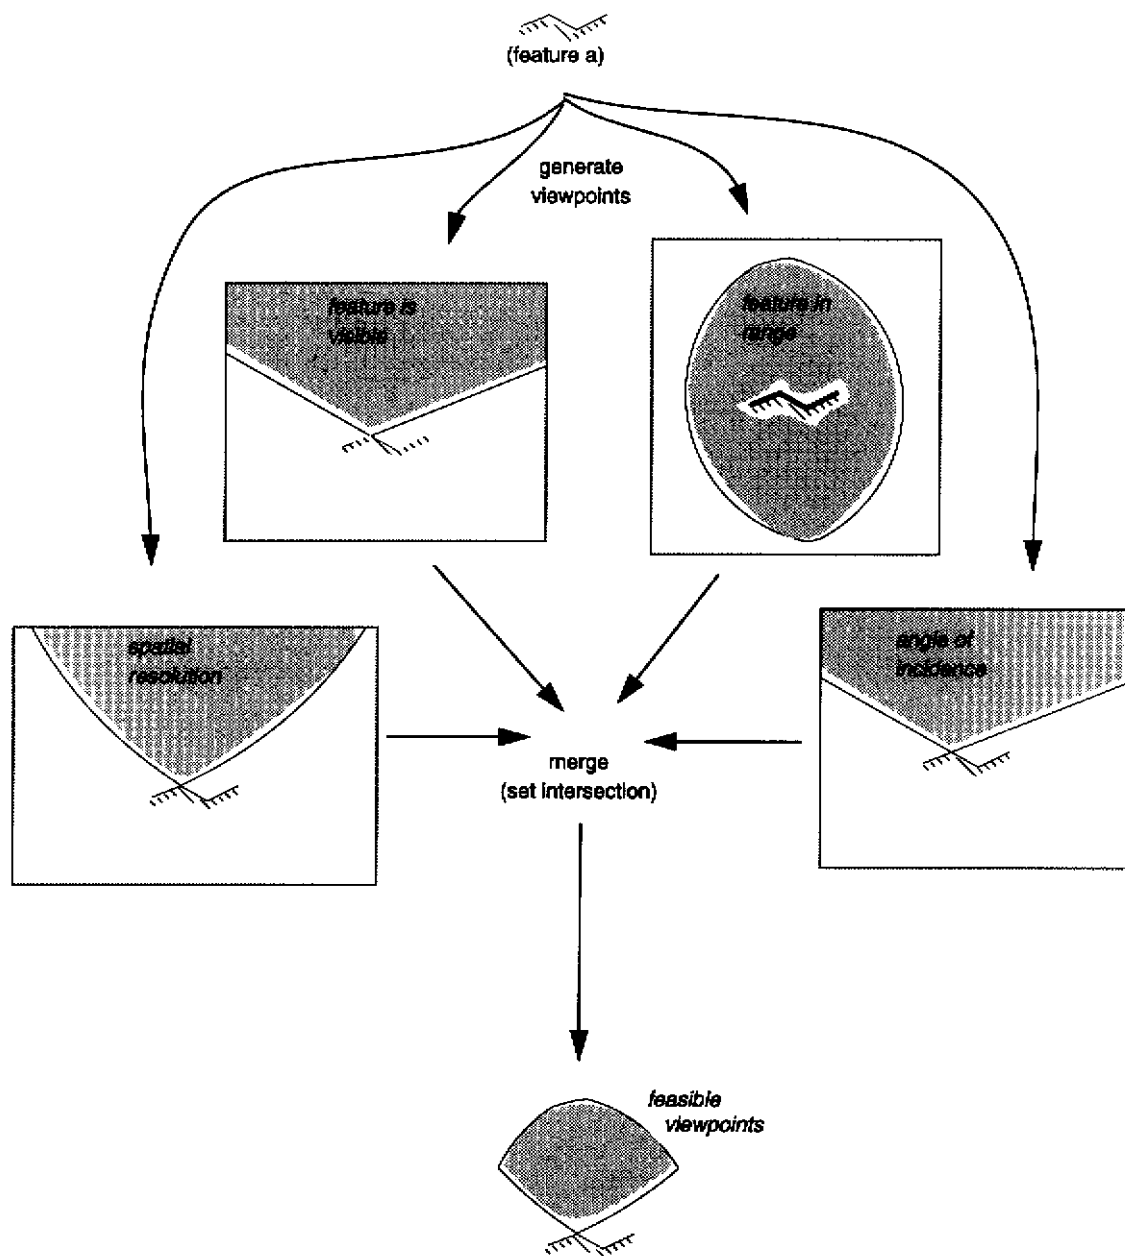 (feature a)
generate
viewpoints
feature is
visible
feature in
range
spatial
resolution
angle of
incidence
merge
(set intersection)
feasible
viewpoints